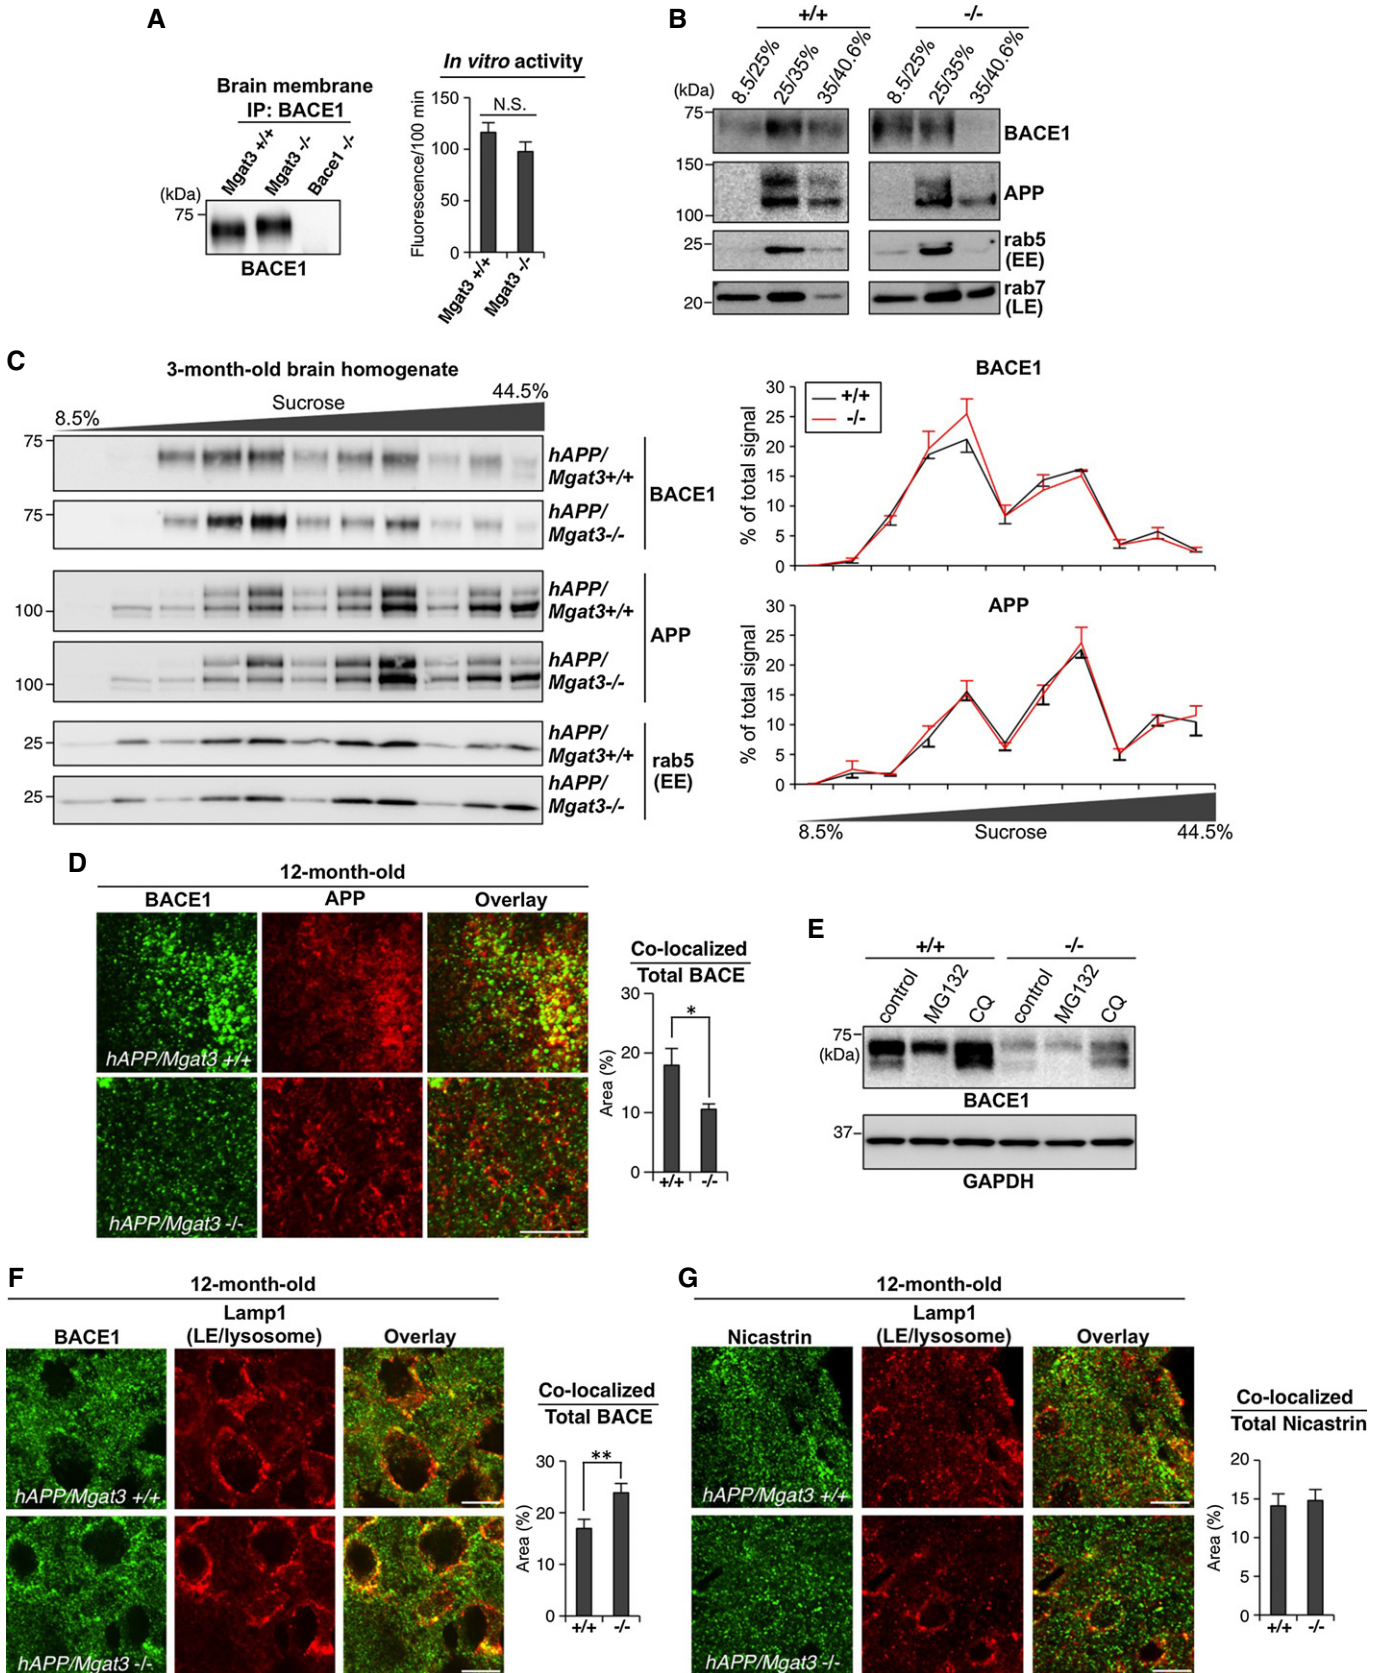 A
Brain membrane
IP: BACE1
Mgat3 +/+
Mgat3 -/-
Bace1 -/-
(kDa)
75
BACE1
In vitro activity
Fluorescence/100 min
150
100
50
0
N.S.
Mgat3 +/+
Mgat3 -/-
B
+/+
-/-
(kDa)
8.5/25%
25/35%
35/40.6%
8.5/25%
25/35%
35/40.6%
75
BACE1
150
100
APP
25
rab5
(EE)
20
rab7
(LE)
C
3-month-old brain homogenate
8.5%
Sucrose
44.5%
75
hAPP/
Mgat3+/+
75
hAPP/
Mgat3-/-
BACE1
100
hAPP/
Mgat3+/+
100
hAPP/
Mgat3-/-
APP
25
hAPP/
Mgat3+/+
25
hAPP/
Mgat3-/-
rab5
(EE)
BACE1
+/+
-/-
% of total signal
30
25
20
15
10
5
0
APP
% of total signal
30
25
20
15
10
5
0
8.5%
Sucrose
44.5%
D
12-month-old
BACE1
APP
Overlay
hAPP/Mgat3 +/+
hAPP/Mgat3 -/-
Co-localized
Total BACE
Area (%)
30
20
10
0
*
+/+
-/-
E
+/+
-/-
control
MG132
CQ
control
MG132
CQ
75
(kDa)
BACE1
37
GAPDH
F
12-month-old
BACE1
Lamp1
(LE/lysosome)
Overlay
hAPP/Mgat3 +/+
hAPP/Mgat3 -/-
Co-localized
Total BACE
Area (%)
30
20
10
0
**
+/+
-/-
G
12-month-old
Nicastrin
Lamp1
(LE/lysosome)
Overlay
hAPP/Mgat3 +/+
hAPP/Mgat3 -/-
Co-localized
Total Nicastrin
Area (%)
20
15
10
5
0
+/+
-/-